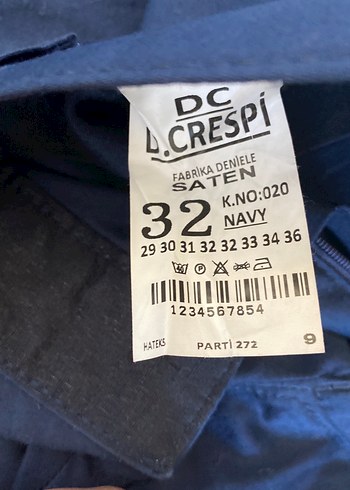 DC
D.CRESPİ
FABRİKA DENİELE
SATEN
32
K.NO:020
NAVY
29 30 31 32 32 33 34 36
1234567854
HATEKS PARTİ 272 9